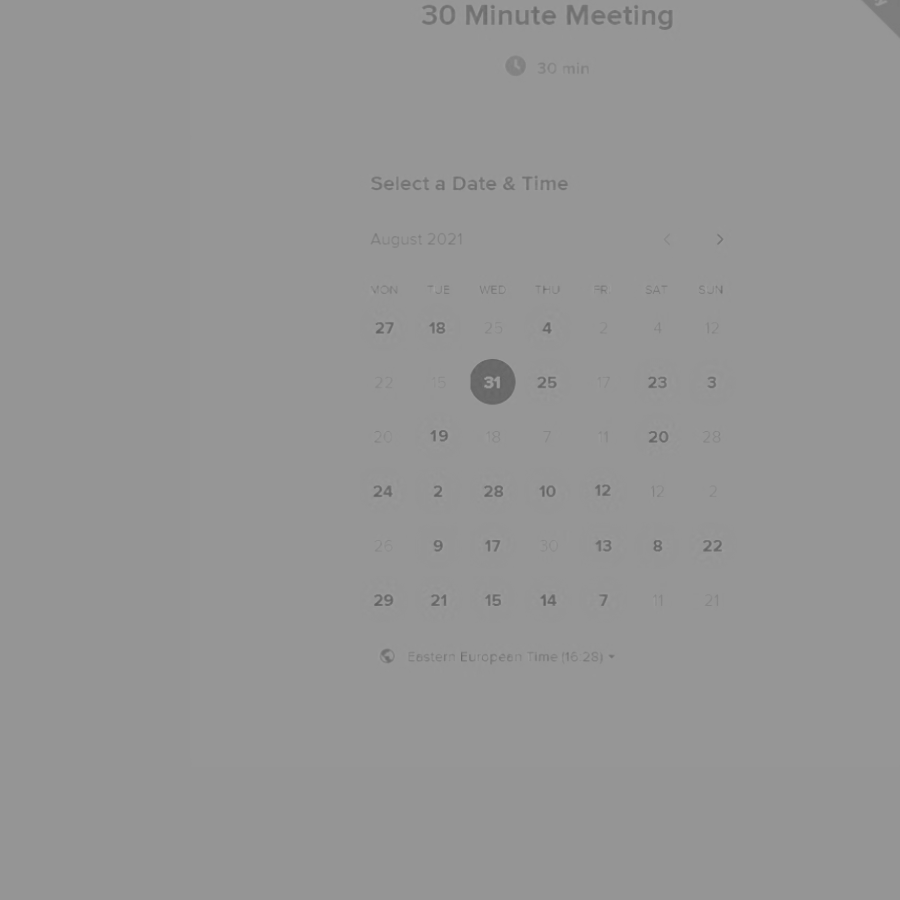 30 Minute Meeting
30 min
Select a Date & Time
August 2021
MON TUE WED THU FRI SAT SUN
27 18 25 4 2 4 12
22 15 31 25 17 23 3
20 19 18 7 11 20 28
24 2 28 10 12 12 2
9 17 30 13 8 22
29 21 15 14 7 11 21
Eastern European Time (16:28)